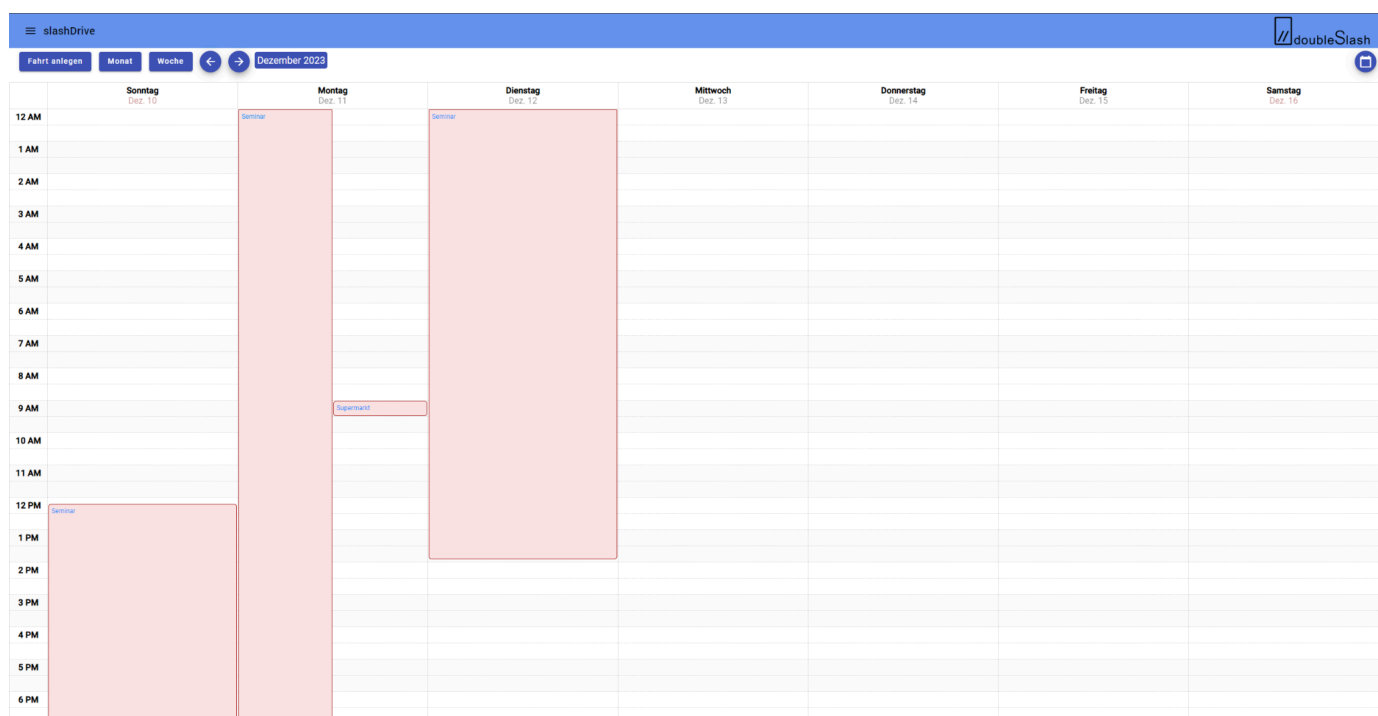 slashDrive
// doubleSlash
Fahrt anlegen Monat Woche Dezember 2023
Sonntag Montag Dienstag Mittwoch Donnerstag Freitag Samstag
Dez. 10 Dez. 11 Dez. 12 Dez. 13 Dez. 14 Dez. 15 Dez. 16
12 AM Seminar Seminar
1 AM
2 AM
3 AM
4 AM
5 AM
6 AM
7 AM
8 AM
9 AM Supermarkt
10 AM
11 AM
12 PM Seminar
1 PM
2 PM
3 PM
4 PM
5 PM
6 PM